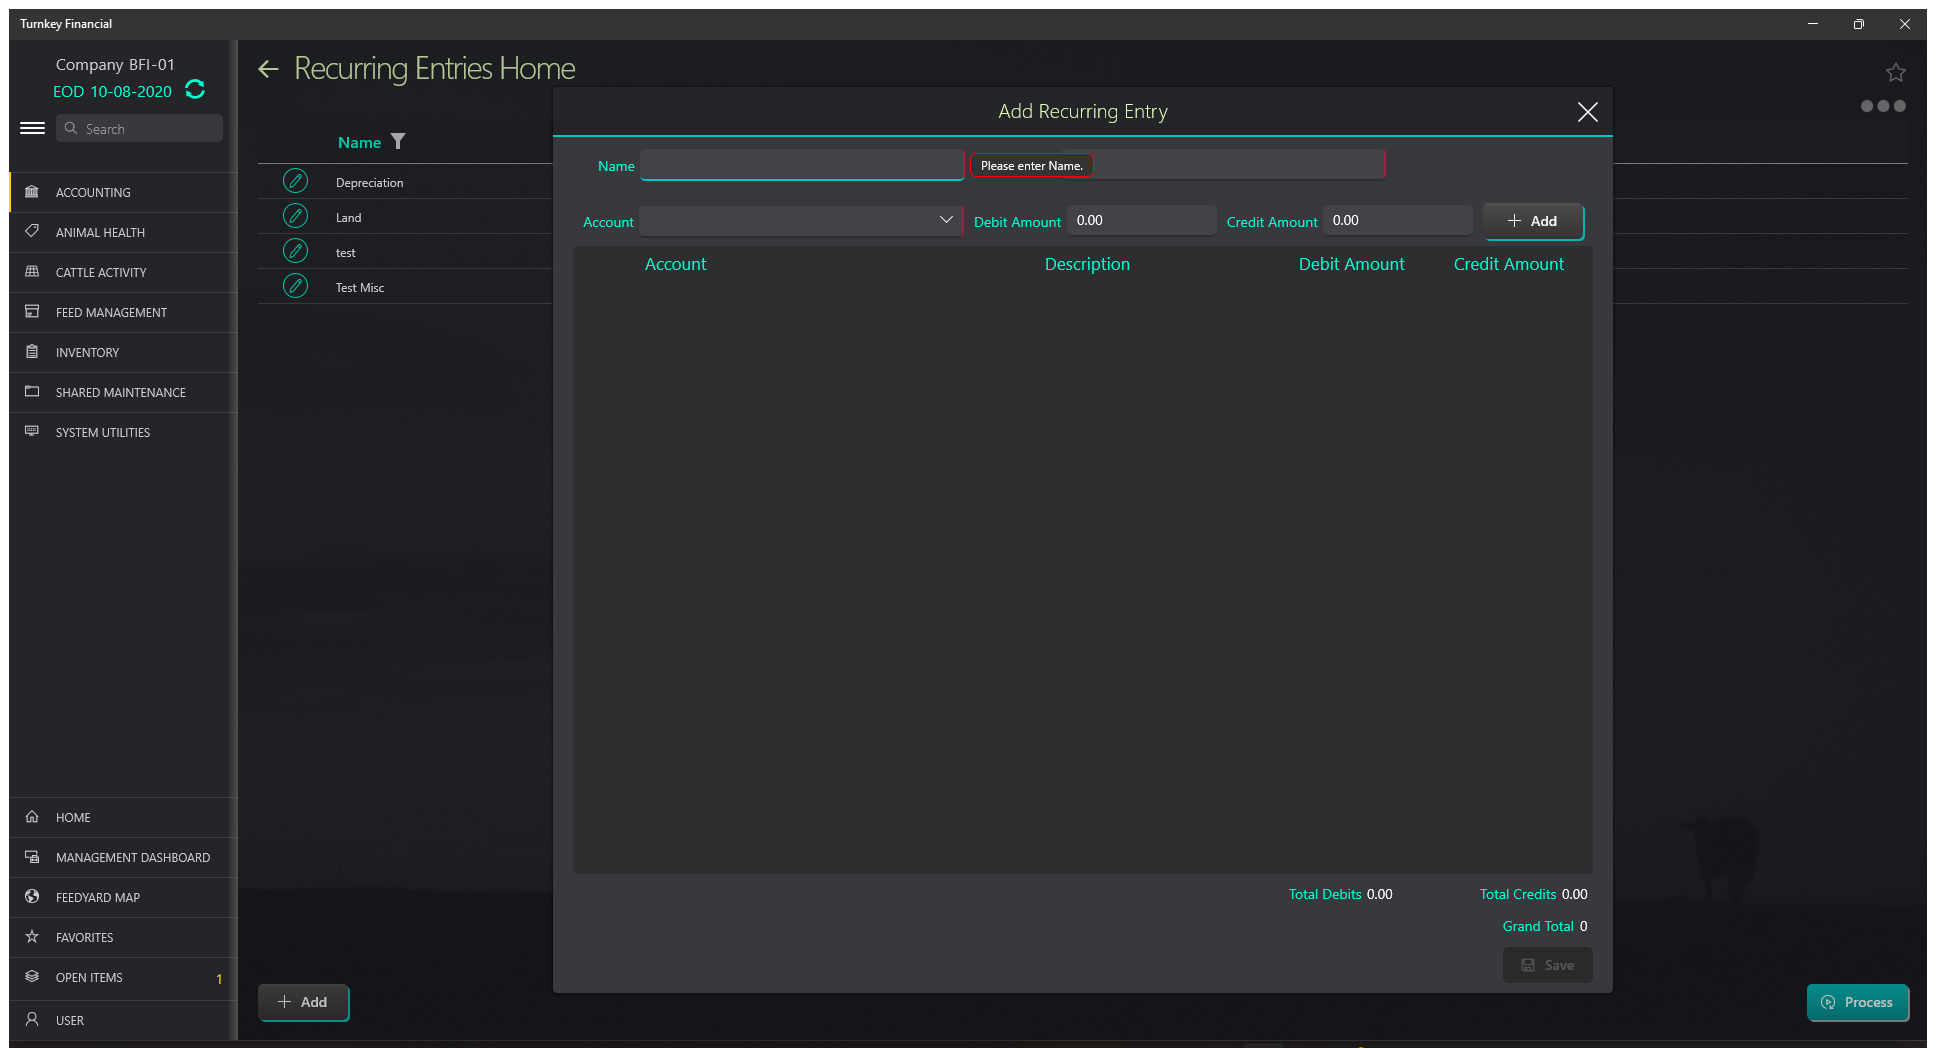 Turnkey Financial
Company BFI-01
EOD 10-08-2020
Search
ACCOUNTING
ANIMAL HEALTH
CATTLE ACTIVITY
FEED MANAGEMENT
INVENTORY
SHARED MAINTENANCE
SYSTEM UTILITIES
HOME
MANAGEMENT DASHBOARD
FEEDYARD MAP
FAVORITES
OPEN ITEMS 1
USER
Recurring Entries Home
Name
Depreciation
Land
test
Test Misc
Add
Add Recurring Entry
Name Please enter Name.
Account Debit Amount 0.00 Credit Amount 0.00 Add
Account Description Debit Amount Credit Amount
Total Debits 0.00 Total Credits 0.00
Grand Total 0
Save
Process